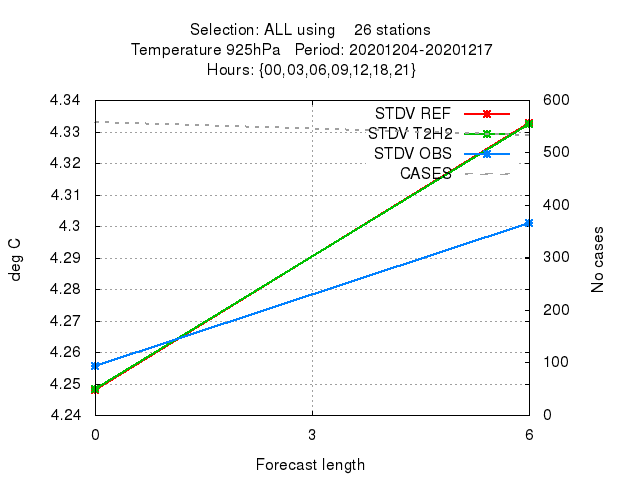 Selection: ALL using    26 stations
Temperature 925hPa   Period: 20201204-20201217
Hours: {00,03,06,09,12,18,21}
STDV REF
STDV T2H2
STDV OBS
CASES
deg C
4.34
4.33
4.32
4.31
4.3
4.29
4.28
4.27
4.26
4.25
4.24
600
500
400
300
200
100
0
No cases
0 3 6
Forecast length